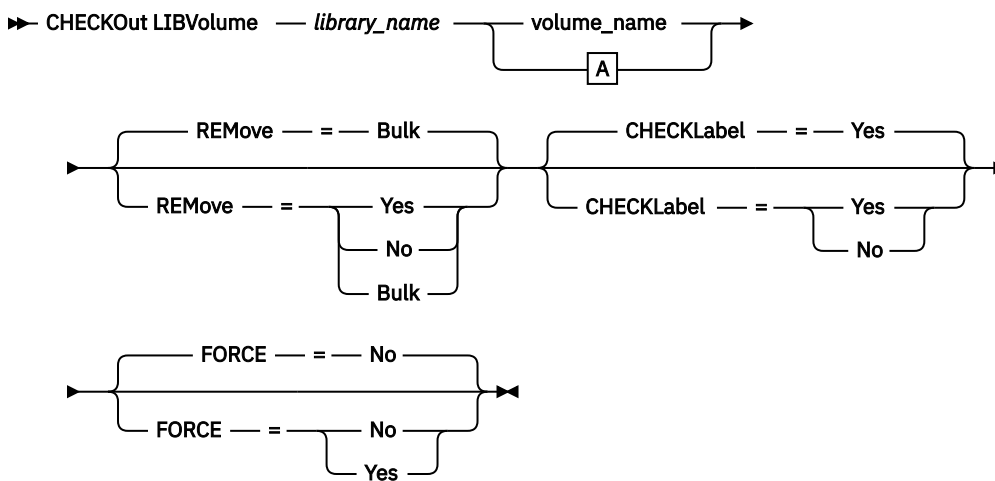 CHECKOut LIBVolume library_name volume_name
A
REMove = Bulk CHECKLabel = Yes
REMove = Yes CHECKLabel = Yes
No No
Bulk
FORCE = No
FORCE = No
Yes